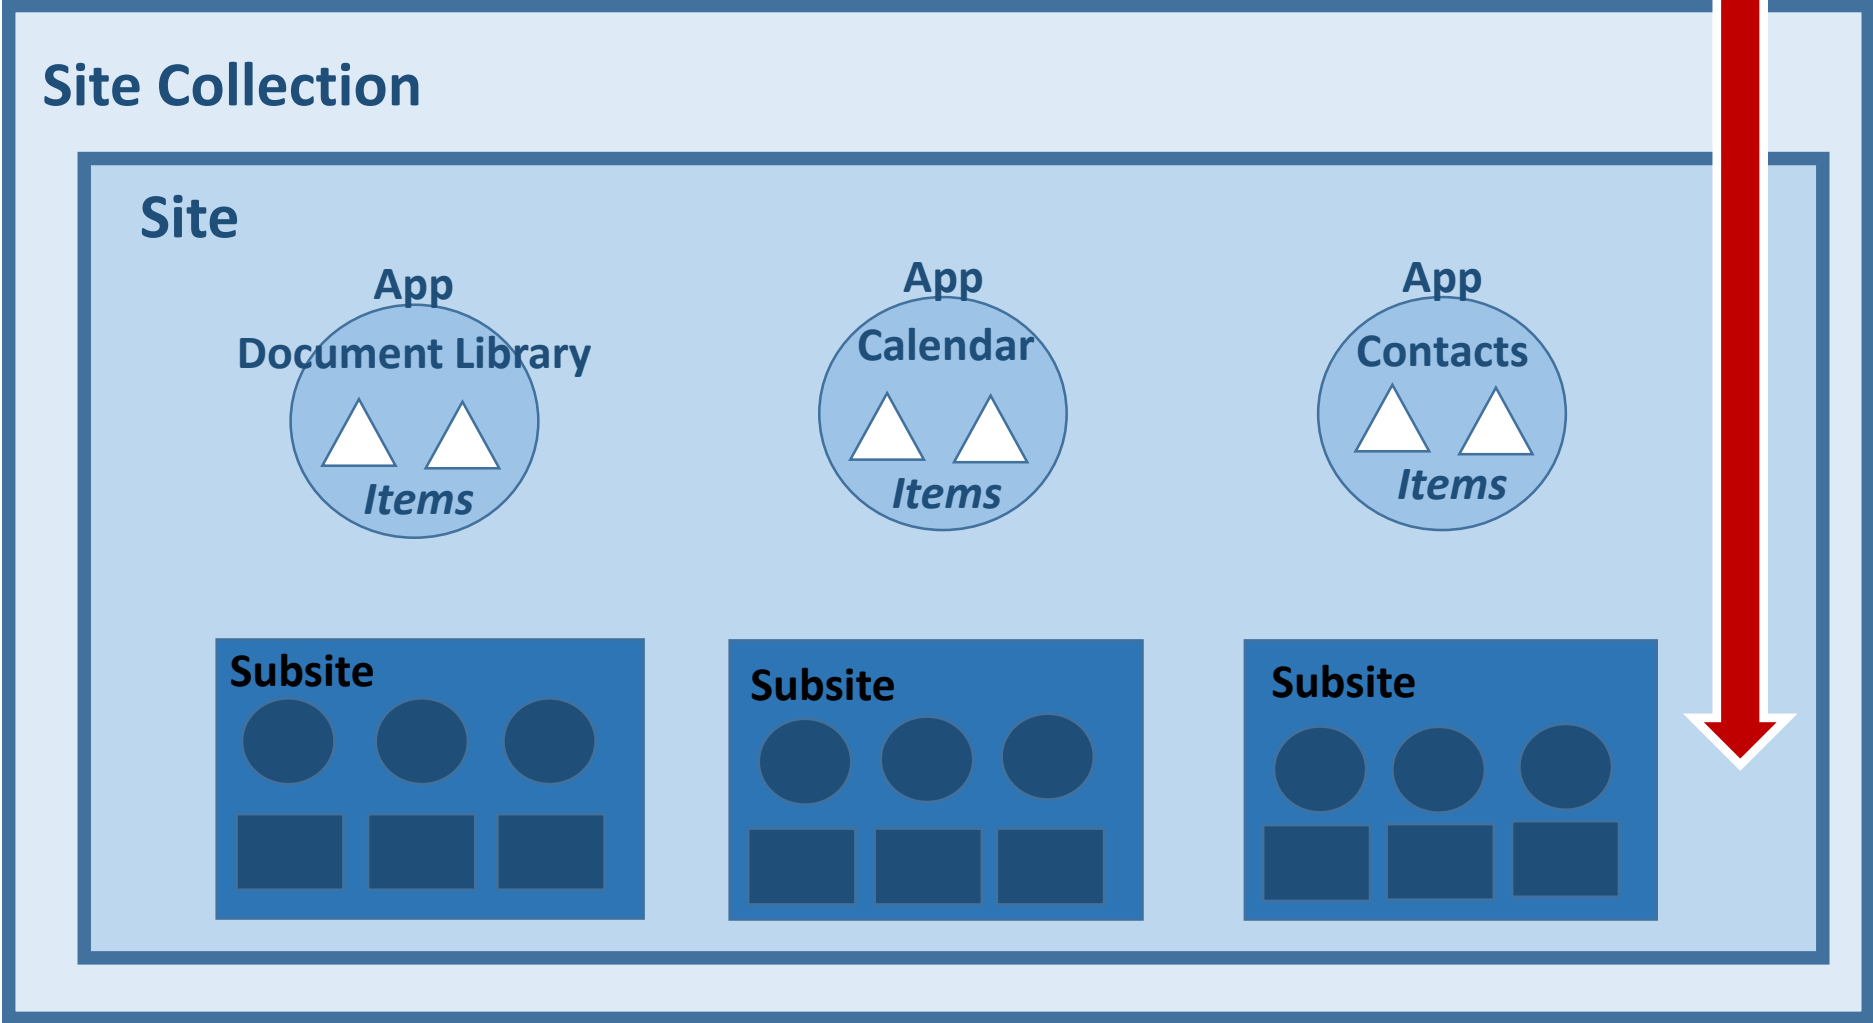 Site Collection
Site
App
Document Library
Items
App
Calendar
Items
App
Contacts
Items
Subsite
Subsite
Subsite